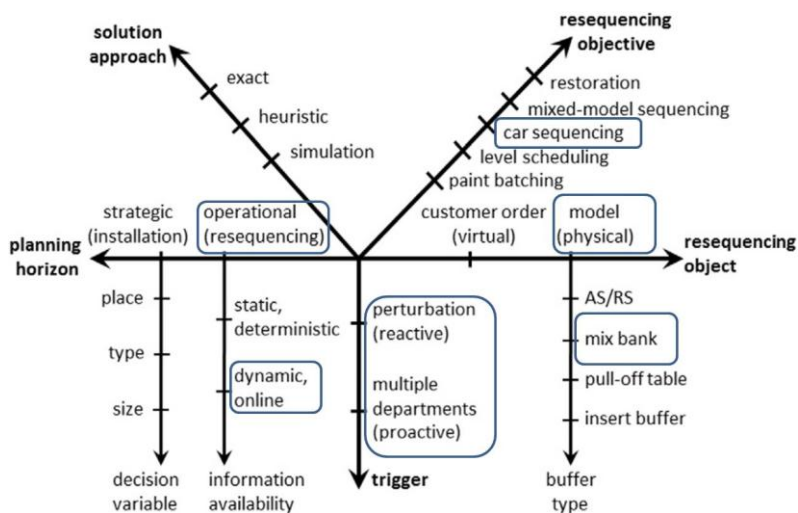 solution
approach
exact
heuristic
simulation
resequencing
objective
restoration
mixed-model sequencing
car sequencing
level scheduling
paint batching
planning
horizon
strategic
(installation)
operational
(resequencing)
customer order
(virtual)
model
(physical)
resequencing
object
place
type
size
decision
variable
static,
deterministic
dynamic,
online
information
availability
perturbation
(reactive)
multiple
departments
(proactive)
trigger
AS/RS
mix bank
pull-off table
insert buffer
buffer
type